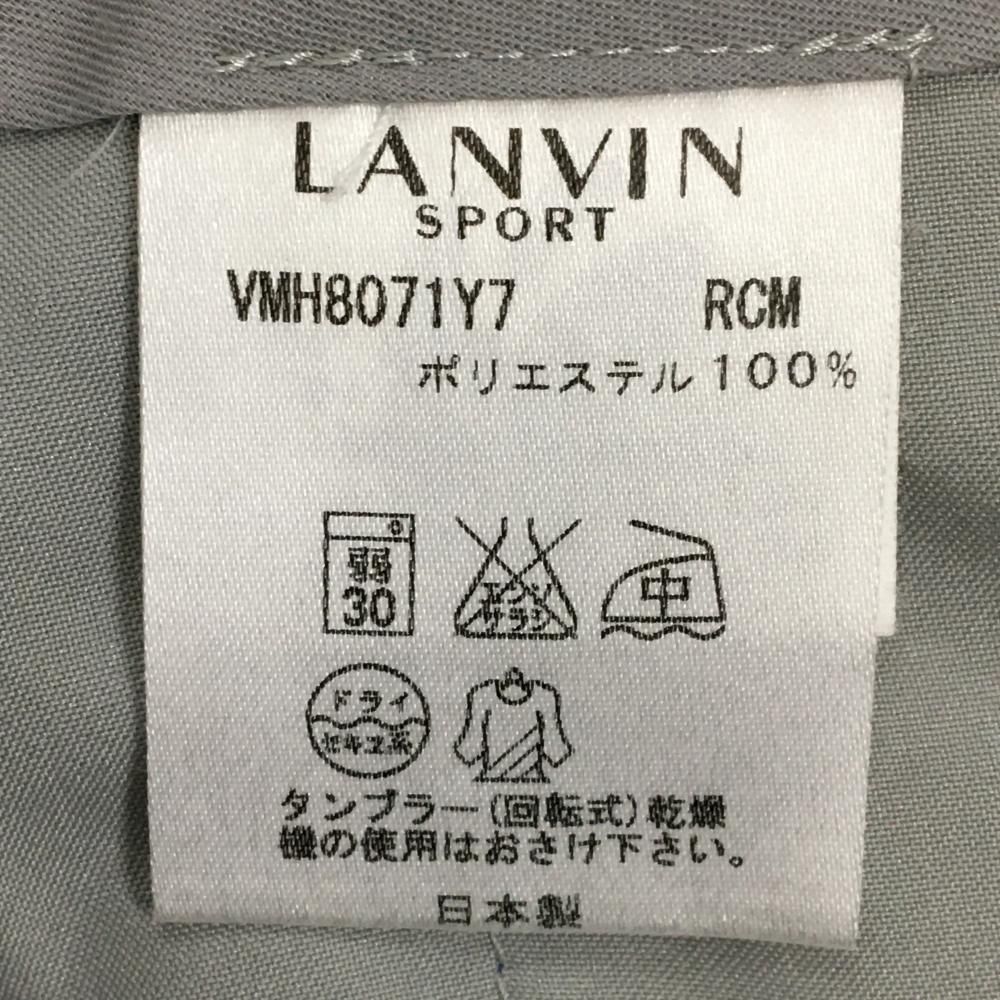 LANVIN
SPORT
VMH8071Y7 RCM
ポリエステル100%
弱
30
エンソ
サラシ
中
ドライ
セキユ系
タンブラー(回転式)乾燥
機の使用はおさけ下さい。
日本製